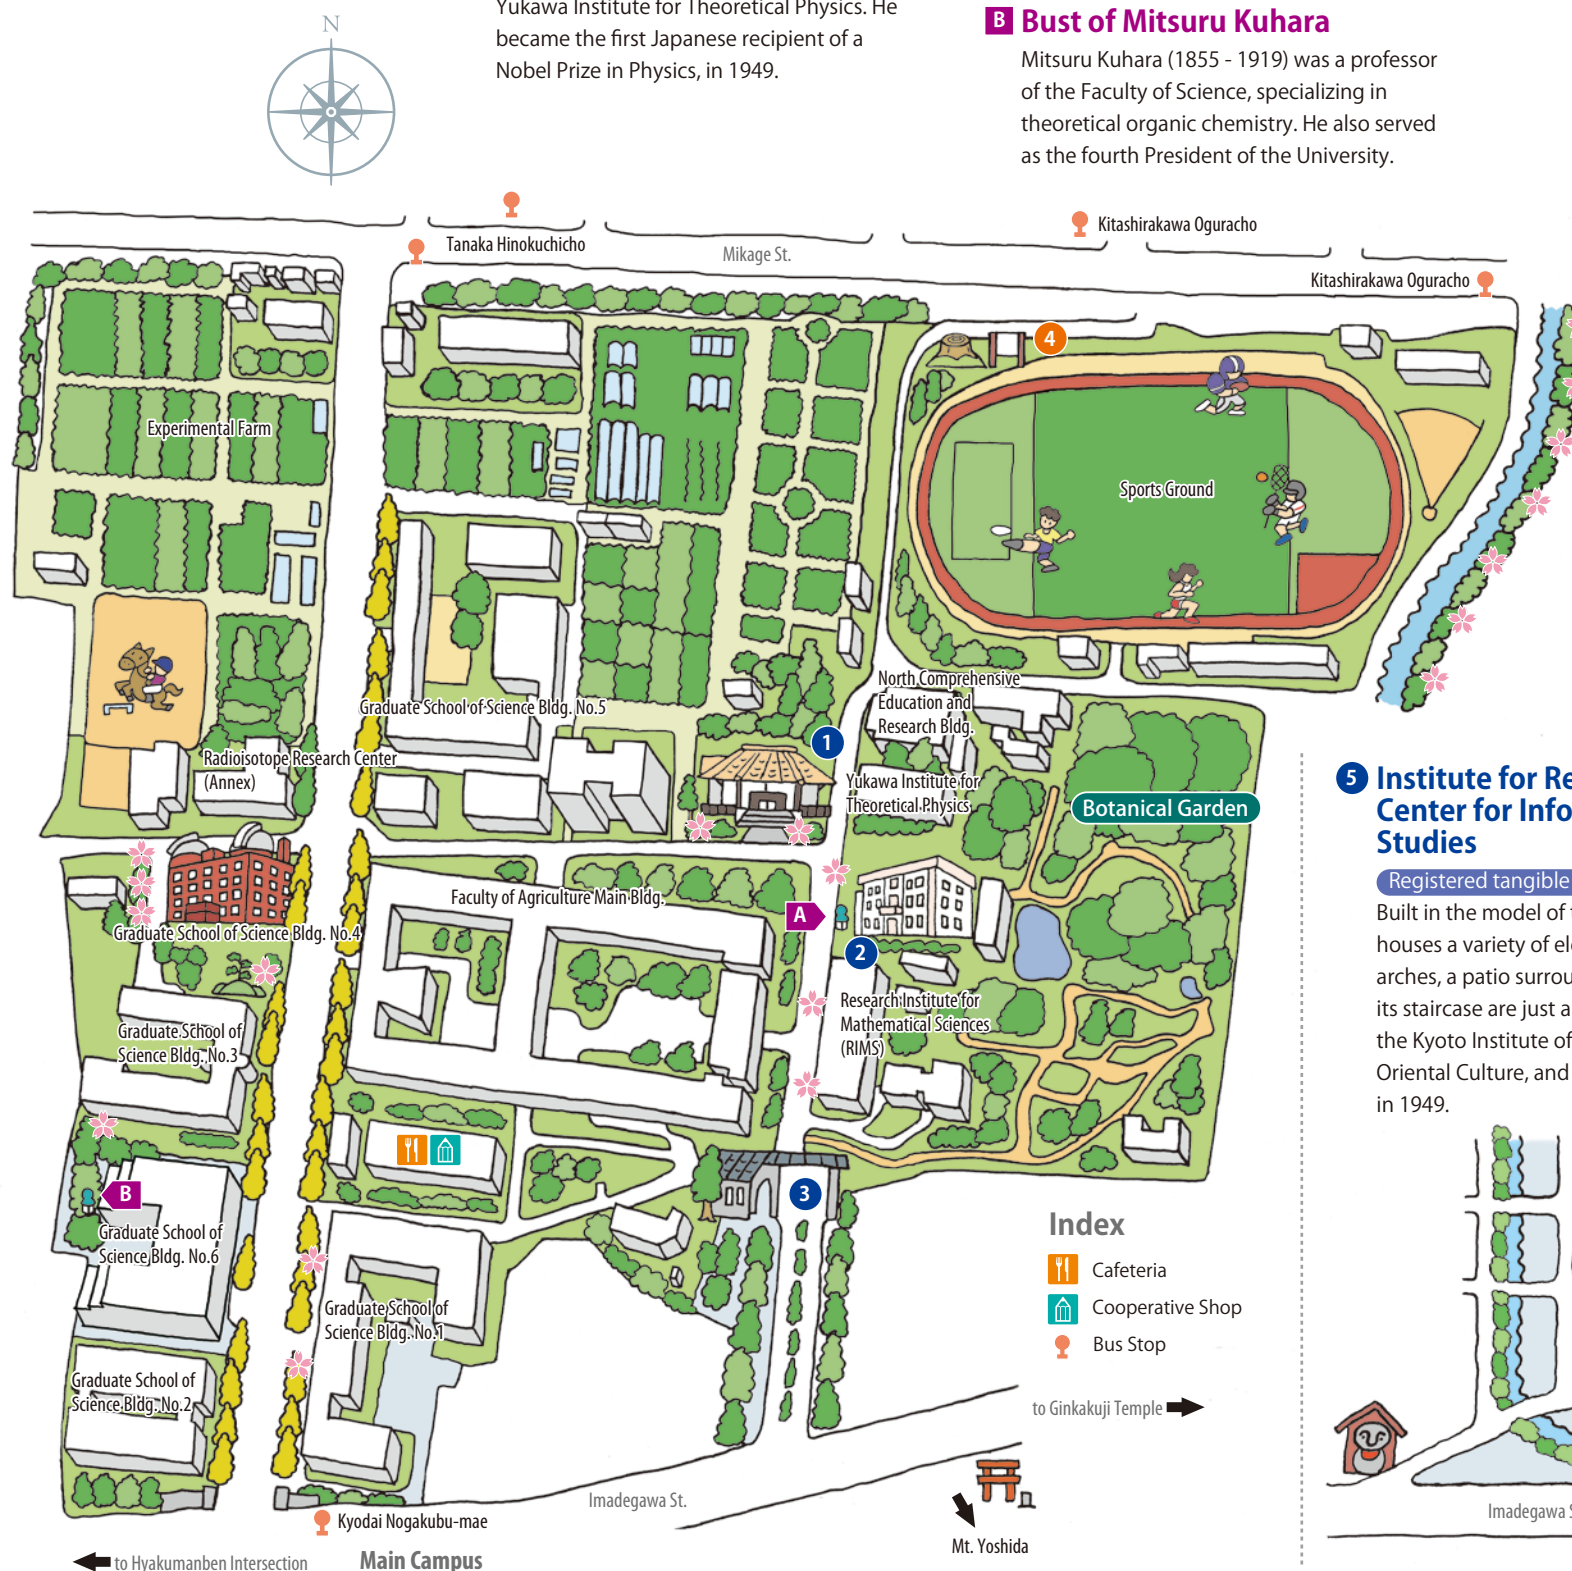 Yukawa Institute for Theoretical Physics. He
became the first Japanese recipient of a
Nobel Prize in Physics, in 1949.
B Bust of Mitsuru Kuhara
Mitsuru Kuhara (1855 - 1919) was a professor
of the Faculty of Science, specializing in
theoretical organic chemistry. He also served
as the fourth President of the University.
N
Tanaka Hinokuchicho
Mikage St.
Kitashirakawa Oguracho
Kitashirakawa Oguracho
4
Experimental Farm
Sports Ground
Graduate School of Science Bldg. No.5
North Comprehensive
Education and
Research Bldg.
1
Radioisotope Research Center
(Annex)
Yukawa Institute for
Theoretical Physics
Botanical Garden
Faculty of Agriculture Main Bldg.
A
Graduate School of Science Bldg. No.4
2
Research Institute for
Mathematical Sciences
(RIMS)
Graduate School of
Science Bldg. No.3
B
3
Graduate School of
Science Bldg. No.6
Graduate School of
Science Bldg. No.1
Graduate School of
Science Bldg. No.2
Index
Cafeteria
Cooperative Shop
Bus Stop
to Ginkakuji Temple
Imadegawa St.
Kyodai Nogakubu-mae
Mt. Yoshida
to Hyakumanben Intersection
Main Campus
5 Institute for Re
Center for Info
Studies
Registered tangible
Built in the model of t
houses a variety of ele
arches, a patio surrou
its staircase are just a
the Kyoto Institute of
Oriental Culture, and
in 1949.
Imadegawa S